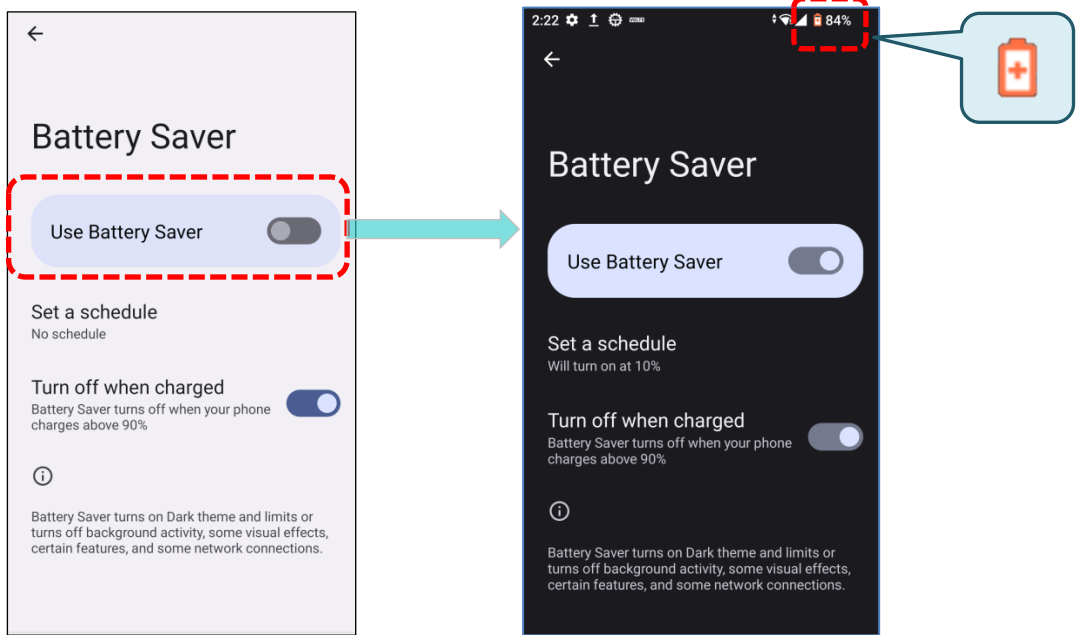 Battery Saver
Use Battery Saver
Set a schedule
No schedule
Turn off when charged
Battery Saver turns off when your phone
charges above 90%
Battery Saver turns on Dark theme and limits or
turns off background activity, some visual effects,
certain features, and some network connections.
2:22 84%
Battery Saver
Use Battery Saver
Set a schedule
Will turn on at 10%
Turn off when charged
Battery Saver turns off when your phone
charges above 90%
Battery Saver turns on Dark theme and limits or
turns off background activity, some visual effects,
certain features, and some network connections.